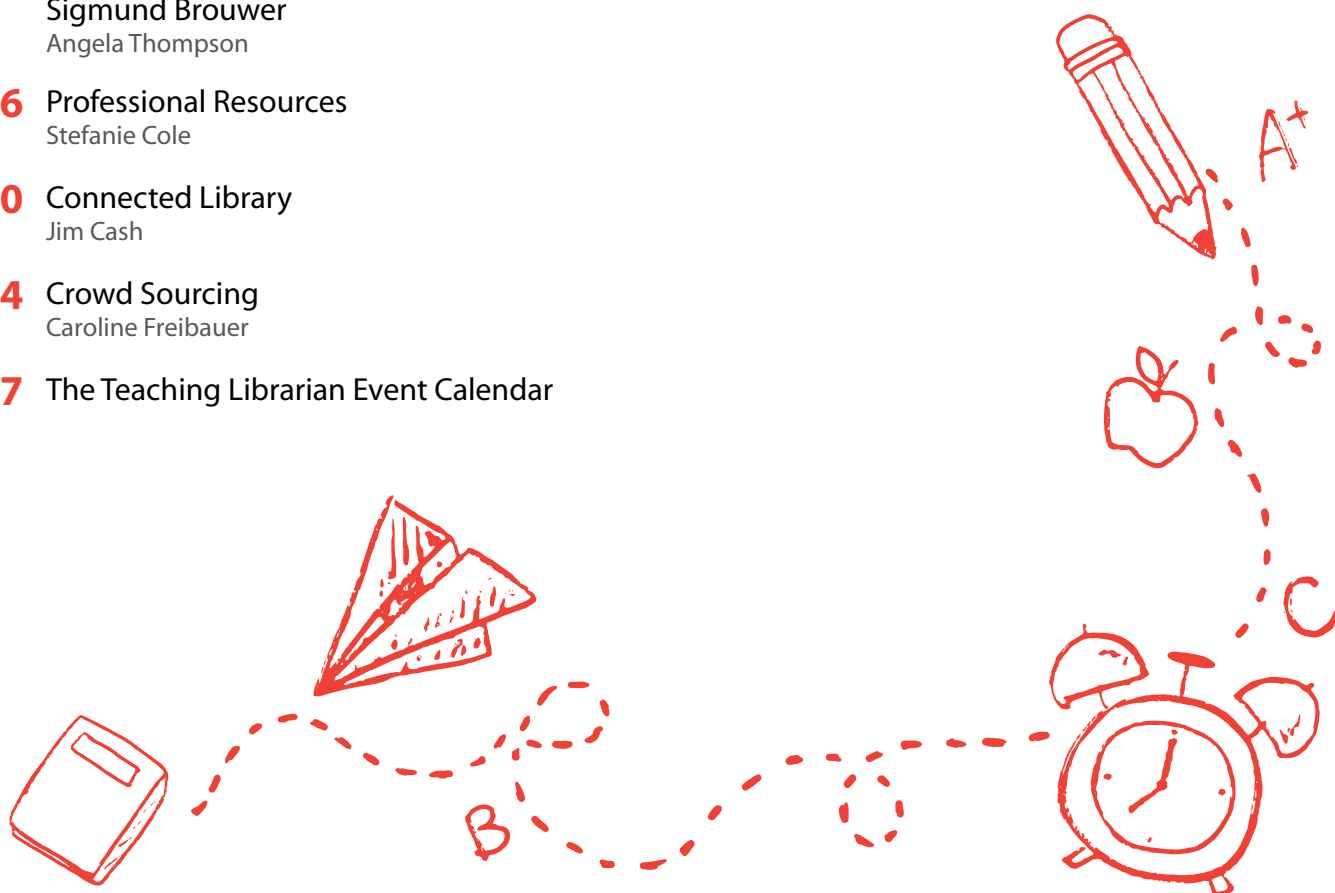 Sigmund Brouwer
Angela Thompson
6 Professional Resources
Stefanie Cole
0 Connected Library
Jim Cash
4 Crowd Sourcing
Caroline Freibauer
7 The Teaching Librarian Event Calendar
A+
C
B